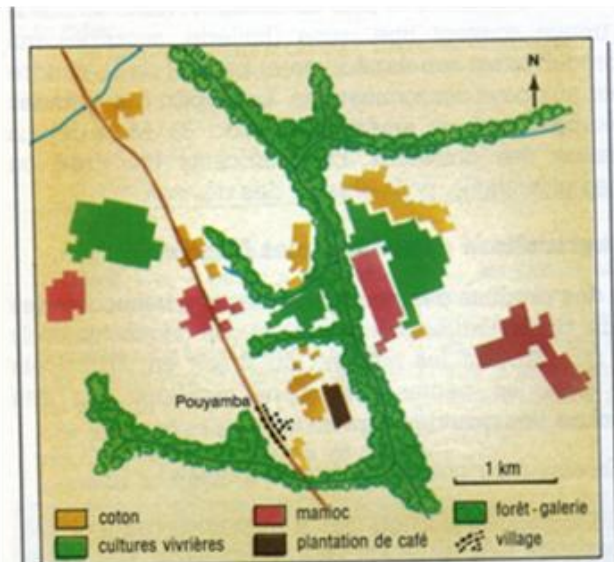 N
Pouyamba
1 km
coton
manioc
forêt-galerie
cultures vivrières
plantation de café
village